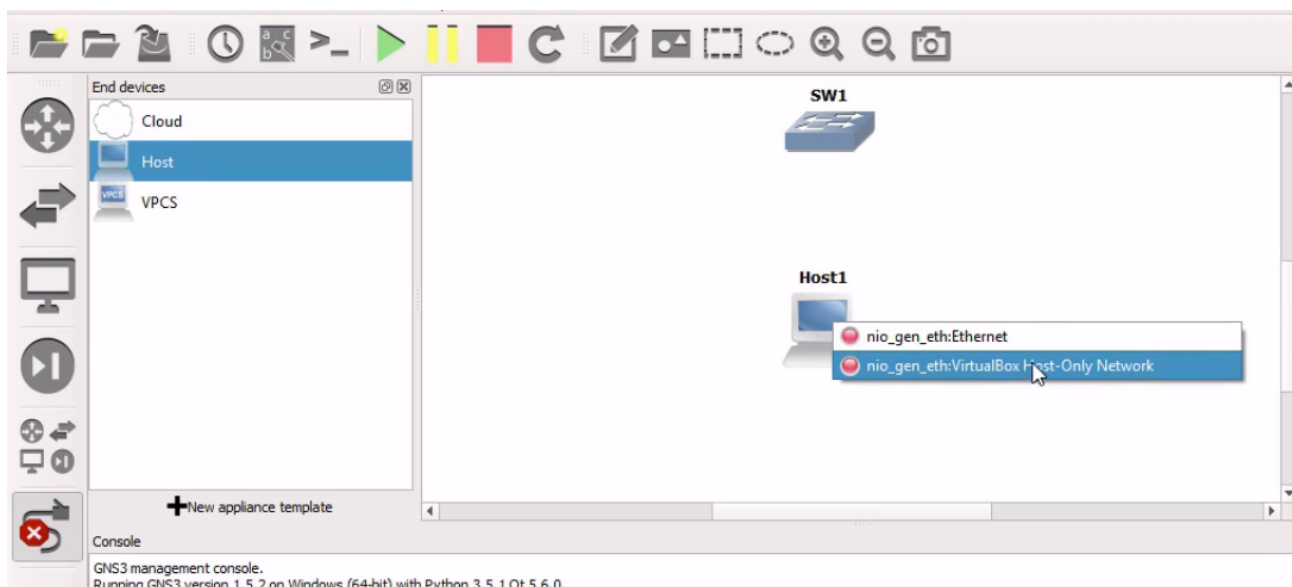 a c
b
>_
End devices
Cloud
Host
VPCS
VPCS
New appliance template
SW1
Host1
nio_gen_eth:Ethernet
nio_gen_eth:VirtualBox Host-Only Network
Console
GNS3 management console.
Running GNS3 version 1.5.2 on Windows (64-bit) with Python 3.5.1 Qt 5.6.0.